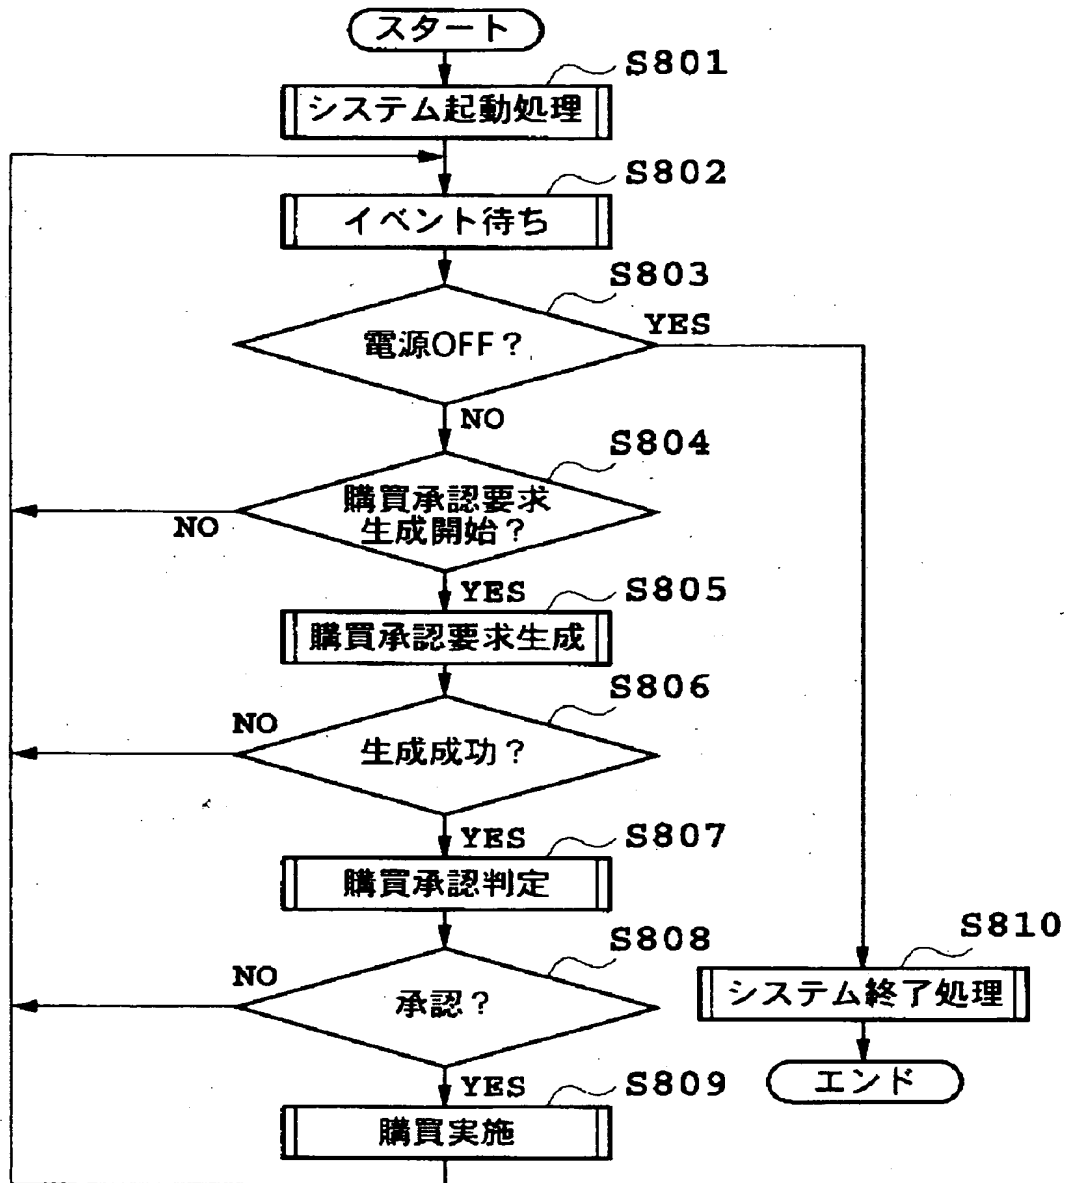 スタート
S801
システム起動処理
S802
イベント待ち
S803
電源OFF？
YES
NO
S804
購買承認要求
生成開始？
NO
YES
S805
購買承認要求生成
S806
生成成功？
NO
YES
S807
購買承認判定
S808
承認？
NO
YES
S809
購買実施
S810
システム終了処理
エンド